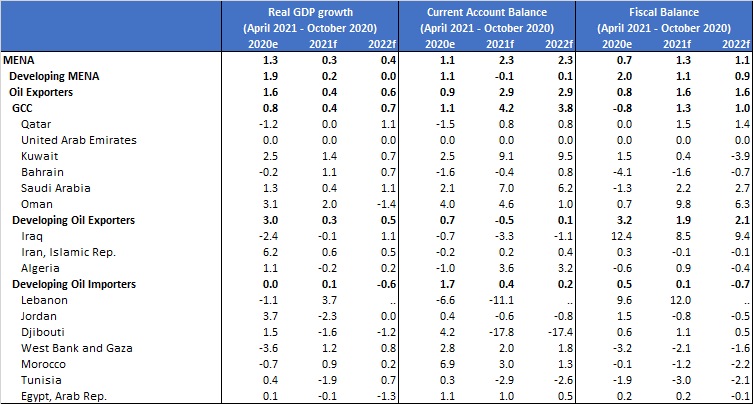 Real GDP growth Current Account Balance Fiscal Balance
(April 2021 - October 2020) (April 2021 - October 2020) (April 2021 - October 2020)
2020e 2021f 2022f 2020e 2021f 2022f 2020e 2021f 2022f
MENA 1.3 0.3 0.4 1.1 2.3 2.3 0.7 1.3 1.1
Developing MENA 1.9 0.2 0.0 1.1 -0.1 0.1 2.0 1.1 0.9
Oil Exporters 1.6 0.4 0.6 0.9 2.9 2.9 0.8 1.6 1.6
GCC 0.8 0.4 0.7 1.1 4.2 3.8 -0.8 1.3 1.0
Qatar -1.2 0.0 1.1 -1.5 0.8 0.8 0.0 1.5 1.4
United Arab Emirates 0.0 0.0 0.0 0.0 0.0 0.0 0.0 0.0 0.0
Kuwait 2.5 1.4 0.7 2.5 9.1 9.5 1.5 0.4 -3.9
Bahrain -0.2 1.1 0.7 -1.6 -0.4 0.8 -4.1 -1.6 -0.7
Saudi Arabia 1.3 0.4 1.1 2.1 7.0 6.2 -1.3 2.2 2.7
Oman 3.1 2.0 -1.4 4.0 4.6 1.0 0.7 9.8 6.3
Developing Oil Exporters 3.0 0.3 0.5 0.7 -0.5 0.1 3.2 1.9 2.1
Iraq -2.4 -0.1 1.1 -0.7 -3.3 -1.1 12.4 8.5 9.4
Iran, Islamic Rep. 6.2 0.6 0.5 -0.2 0.2 0.4 0.3 -0.1 -0.1
Algeria 1.1 -0.2 0.2 -1.0 3.6 3.2 -0.6 0.9 -0.4
Developing Oil Importers 0.0 0.1 -0.6 1.7 0.4 0.2 0.5 0.1 -0.7
Lebanon -1.1 3.7 .. -6.6 -11.1 .. 9.6 12.0 ..
Jordan 3.7 -2.3 0.0 0.4 -0.6 -0.8 1.5 -0.8 -0.5
Djibouti 1.5 -1.6 -1.2 4.2 -17.8 -17.4 0.6 1.1 0.5
West Bank and Gaza -3.6 1.2 0.8 2.8 2.0 1.8 -3.2 -2.1 -1.6
Morocco -0.7 0.9 0.2 6.9 3.0 1.3 -0.1 -1.2 -2.2
Tunisia 0.4 -1.9 0.7 0.3 -2.9 -2.6 -1.9 -3.0 -2.1
Egypt, Arab Rep. 0.1 -0.1 -1.3 1.1 1.0 0.5 0.2 0.2 -0.1